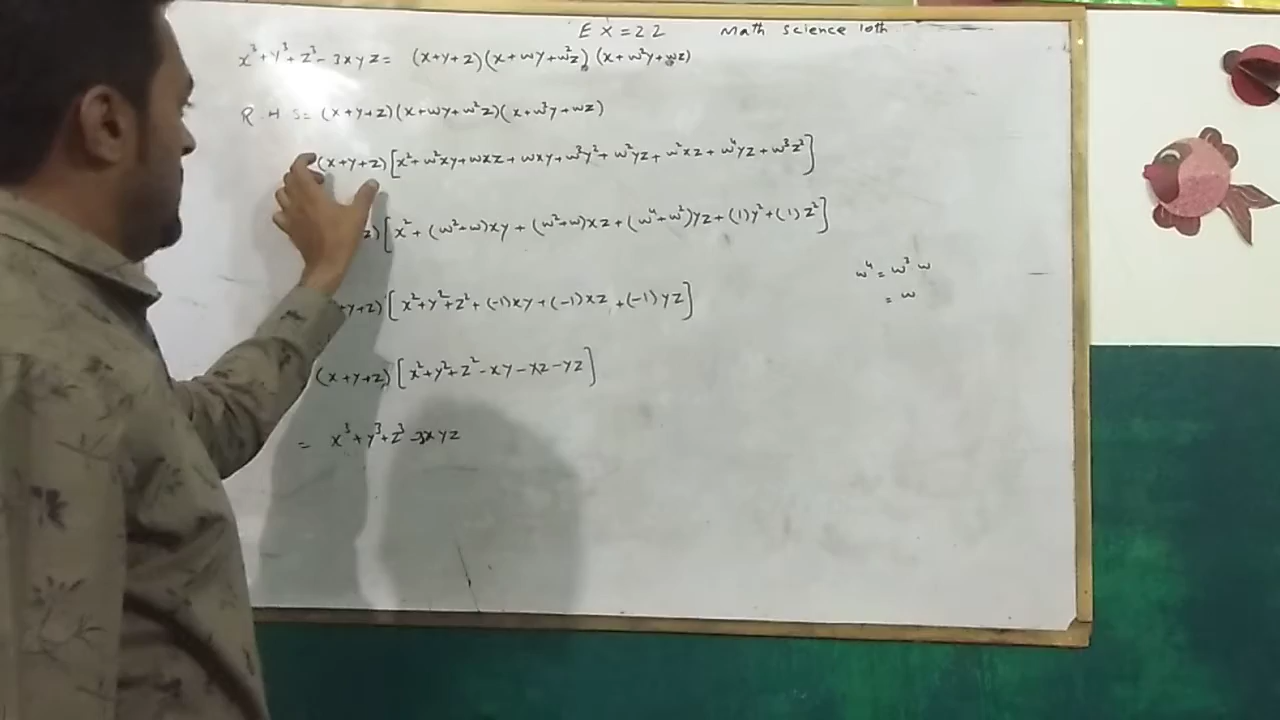 EX = 22 Math Science 10th
x³+y³+z³-3xyz = (x+y+z)(x+wy+w²z)(x+w²y+wz)
R.H.S = (x+y+z)(x+wy+w²z)(x+w²y+wz)
(x+y+z)[x²+w²xy+wxz+wxy+w³y²+w²yz+w²xz+w⁴yz+w³z²]
z)[x²+(w²+w)xy+(w²+w)xz+(w⁴+w²)yz+(1)y²+(1)z²]
w⁴ = w³ w
= w
+y+z)[x²+y²+z²+(-1)xy+(-1)xz+(-1)yz]
(x+y+z)[x²+y²+z²-xy-xz-yz]
= x³+y³+z³-3xyz